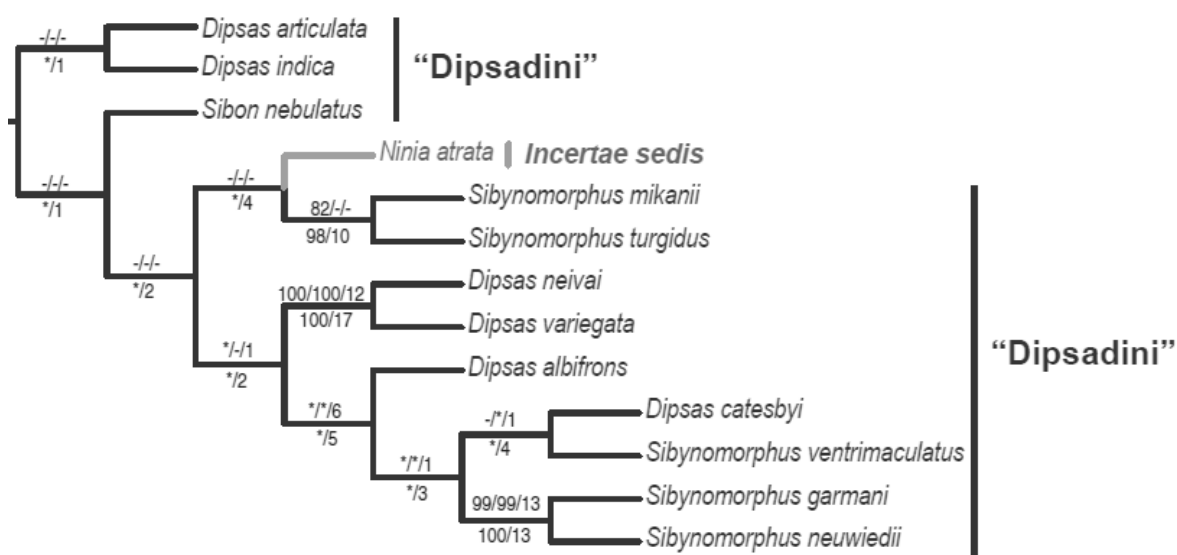 Dipsas articulata
-/-/-
*/1
Dipsas indica
“Dipsadini”
Sibon nebulatus
Ninia atrata
Incertae sedis
-/-/-
*/1
-/-/-
*/4
Sibynomorphus mikanii
82/-/-
98/10
Sibynomorphus turgidus
-/-/-
*/2
Dipsas neivai
100/100/12
100/17
Dipsas variegata
*/-/1
*/2
“Dipsadini”
Dipsas albifrons
*/*/6
*/5
Dipsas catesbyi
-/*/1
*/4
Sibynomorphus ventrimaculatus
*/*/1
*/3
Sibynomorphus garmani
99/99/13
100/13
Sibynomorphus neuwiedii